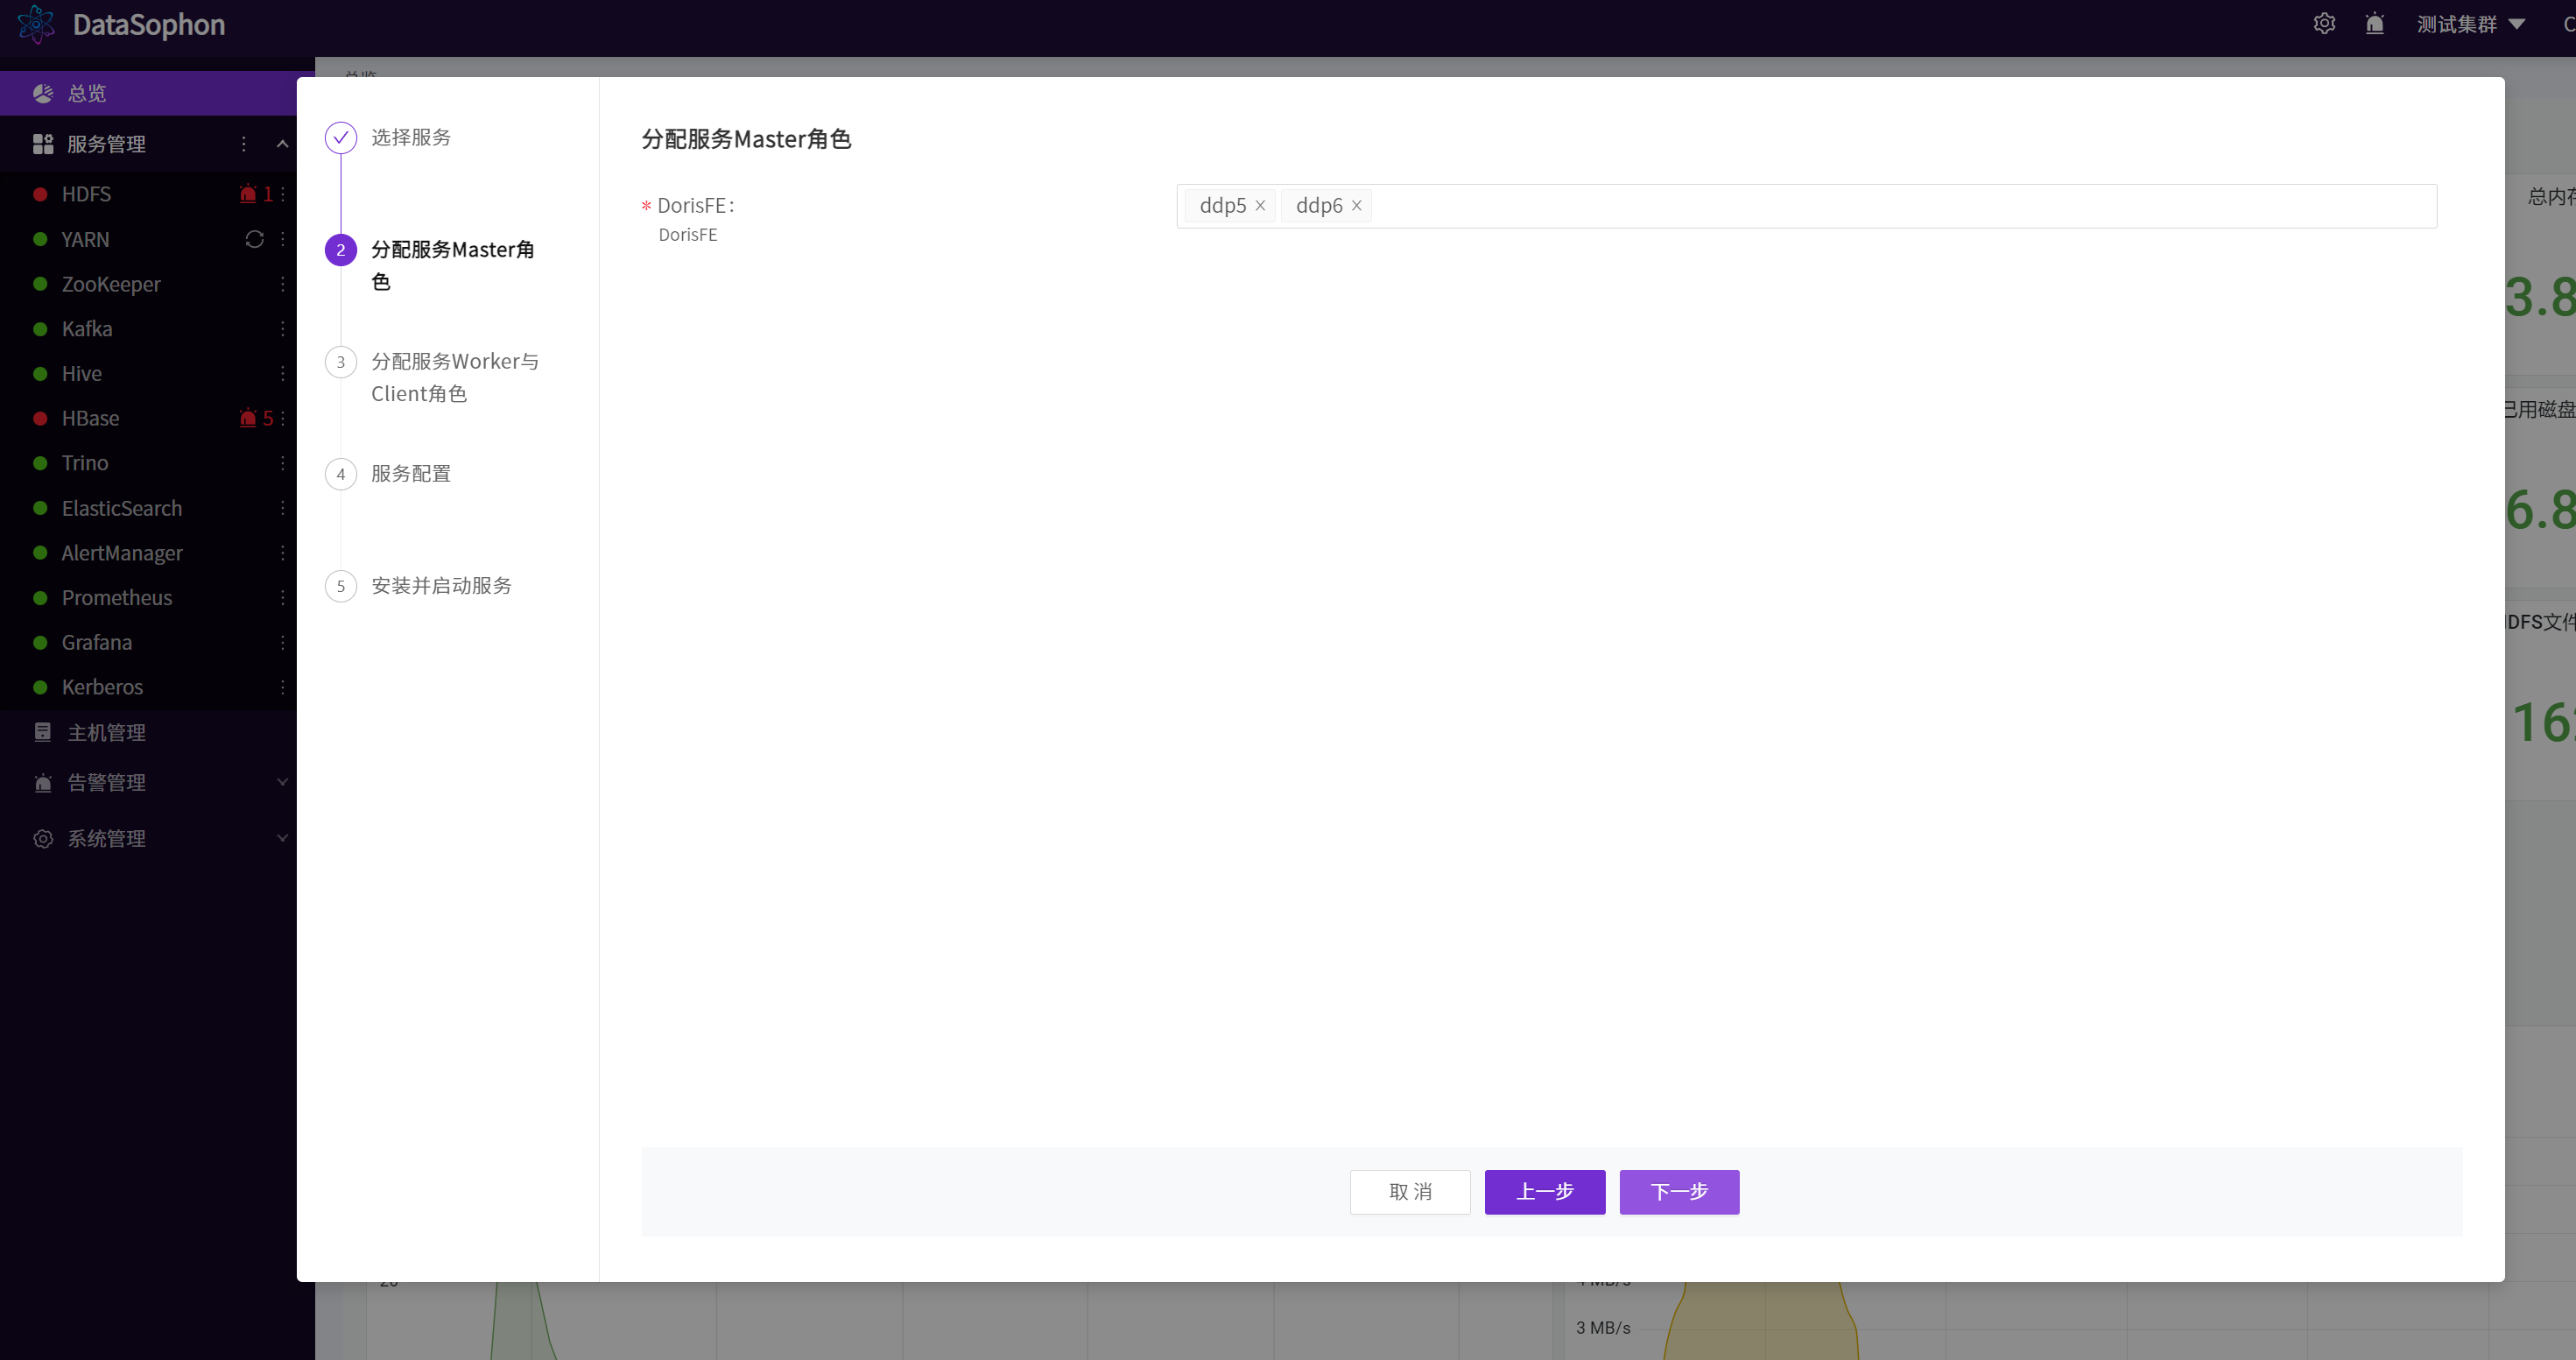 DataSophon
测试集群
总览
服务管理
HDFS 1
YARN
ZooKeeper
Kafka
Hive
HBase 5
Trino
ElasticSearch
AlertManager
Prometheus
Grafana
Kerberos
主机管理
告警管理
系统管理
选择服务
2 分配服务Master角
色
3 分配服务Worker与
Client角色
4 服务配置
5 安装并启动服务
分配服务Master角色
* DorisFE:
DorisFE
ddp5 × ddp6 ×
取 消
上一步
下一步
总内存
3.8
已用磁盘
6.8
DFS文件
16
3 MB/s